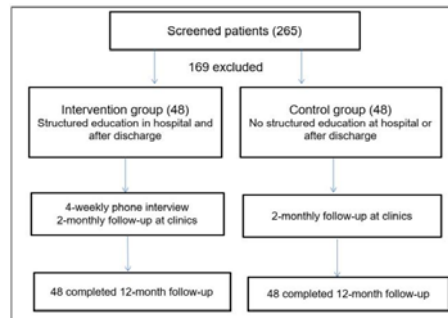 Screened patients (265)
169 excluded
Intervention group (48)
Structured education in hospital and
after discharge
Control group (48)
No structured education at hospital or
after discharge
4-weekly phone interview
2-monthly follow-up at clinics
2-monthly follow-up at clinics
48 completed 12-month follow-up
48 completed 12-month follow-up